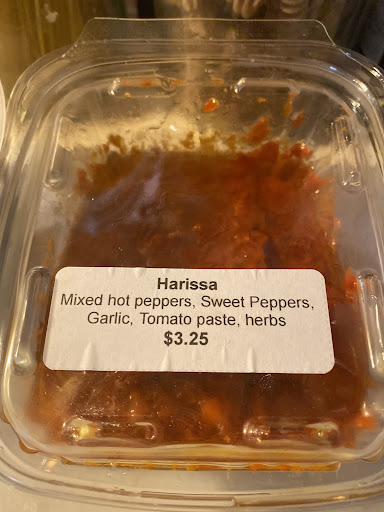 Harissa
Mixed hot peppers, Sweet Peppers,
Garlic, Tomato paste, herbs
$3.25